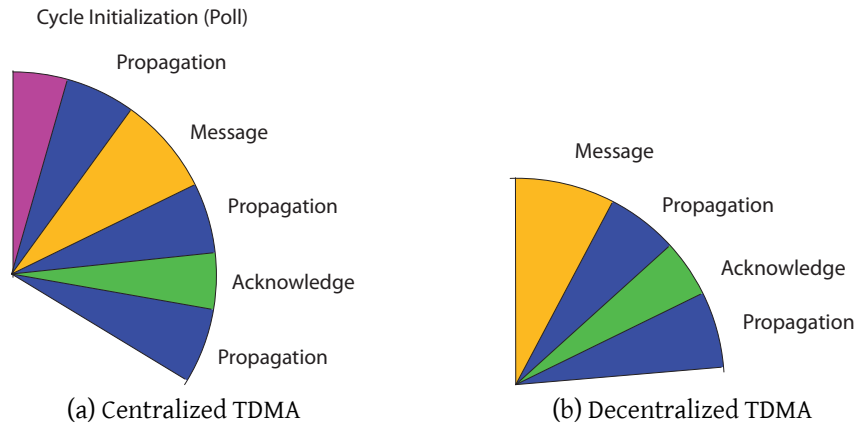 Cycle Initialization (Poll)
Propagation
Message
Propagation
Acknowledge
Propagation
(a) Centralized TDMA
Message
Propagation
Acknowledge
Propagation
(b) Decentralized TDMA